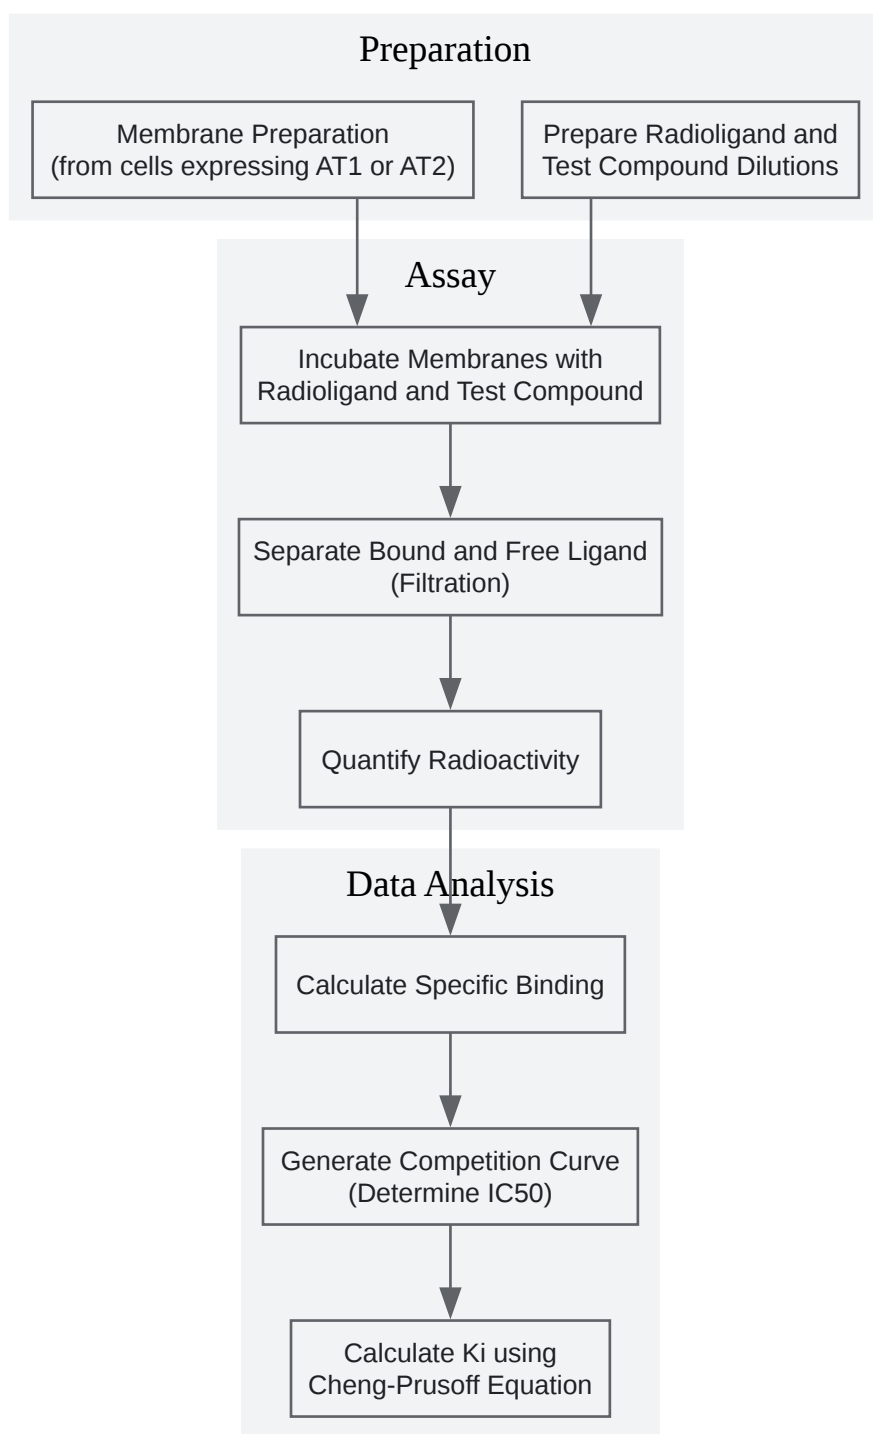 Preparation
Membrane Preparation
(from cells expressing AT1 or AT2)
Prepare Radioligand and
Test Compound Dilutions
Assay
Incubate Membranes with
Radioligand and Test Compound
Separate Bound and Free Ligand
(Filtration)
Quantify Radioactivity
Data Analysis
Calculate Specific Binding
Generate Competition Curve
(Determine IC50)
Calculate Ki using
Cheng-Prusoff Equation